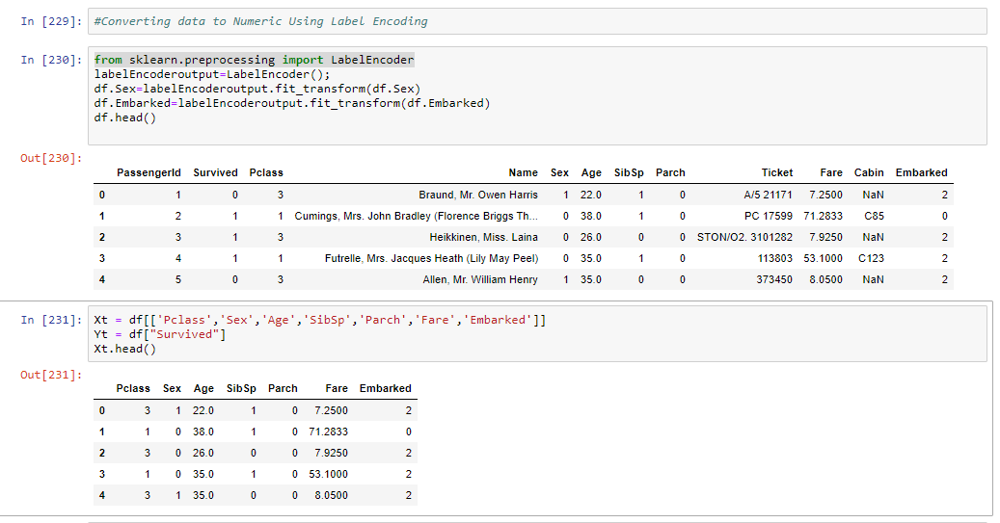 In [229]: #Converting data to Numeric Using Label Encoding
In [230]: from sklearn.preprocessing import LabelEncoder
labelEncoderoutput=LabelEncoder();
df.Sex=labelEncoderoutput.fit_transform(df.Sex)
df.Embarked=labelEncoderoutput.fit_transform(df.Embarked)
df.head()
Out[230]:
PassengerId Survived Pclass Name Sex Age SibSp Parch Ticket Fare Cabin Embarked
0 1 0 3 Braund, Mr. Owen Harris 1 22.0 1 0 A/5 21171 7.2500 NaN 2
1 2 1 1 Cumings, Mrs. John Bradley (Florence Briggs Th... 0 38.0 1 0 PC 17599 71.2833 C85 0
2 3 1 3 Heikkinen, Miss. Laina 0 26.0 0 0 STON/O2. 3101282 7.9250 NaN 2
3 4 1 1 Futrelle, Mrs. Jacques Heath (Lily May Peel) 0 35.0 1 0 113803 53.1000 C123 2
4 5 0 3 Allen, Mr. William Henry 1 35.0 0 0 373450 8.0500 NaN 2
In [231]: Xt = df[['Pclass','Sex','Age','SibSp','Parch','Fare','Embarked']]
Yt = df["Survived"]
Xt.head()
Out[231]:
Pclass Sex Age SibSp Parch Fare Embarked
0 3 1 22.0 1 0 7.2500 2
1 1 0 38.0 1 0 71.2833 0
2 3 0 26.0 0 0 7.9250 2
3 1 0 35.0 1 0 53.1000 2
4 3 1 35.0 0 0 8.0500 2